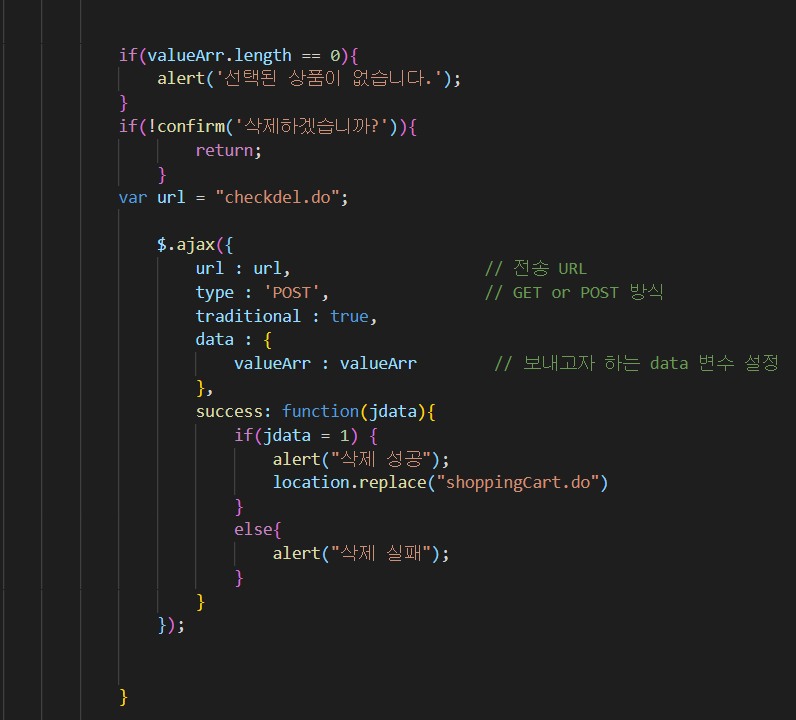 if(valueArr.length == 0){
alert('선택된 상품이 없습니다.');
}
if(!confirm('삭제하겠습니까?')){
return;
}
var url = "checkdel.do";
$.ajax({
url : url, // 전송 URL
type : 'POST', // GET or POST 방식
traditional : true,
data : {
valueArr : valueArr // 보내고자 하는 data 변수 설정
},
success: function(jdata){
if(jdata = 1) {
alert("삭제 성공");
location.replace("shoppingCart.do")
}
else{
alert("삭제 실패");
}
}
});
}